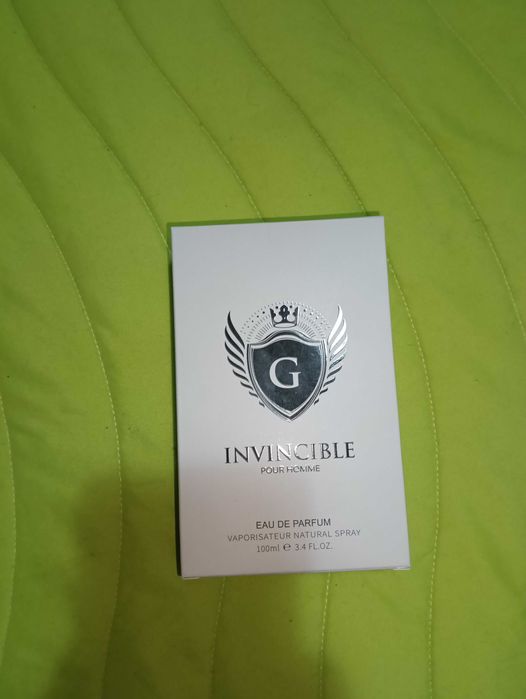 G
INVINCIBLE
POUR HOMME
EAU DE PARFUM
VAPORISATEUR NATURAL SPRAY
100ml ℮ 3.4 FL.OZ.